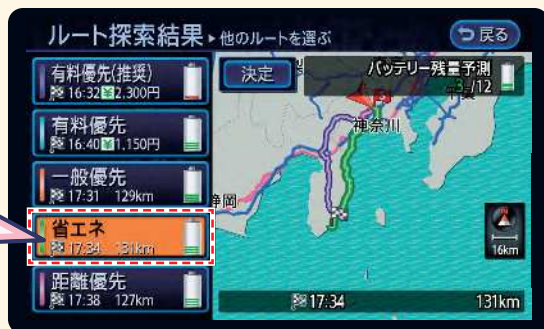 ルート探索結果▸他のルートを選ぶ
戻る
有料優先(推奨)
16:32 ¥2,300円
有料優先
16:40 ¥1,150円
一般優先
17:31 129km
省エネ
17:34 131km
距離優先
17:38 127km
決定
バッテリー残量予測
3/12
神奈川
静岡
16km
17:34 131km